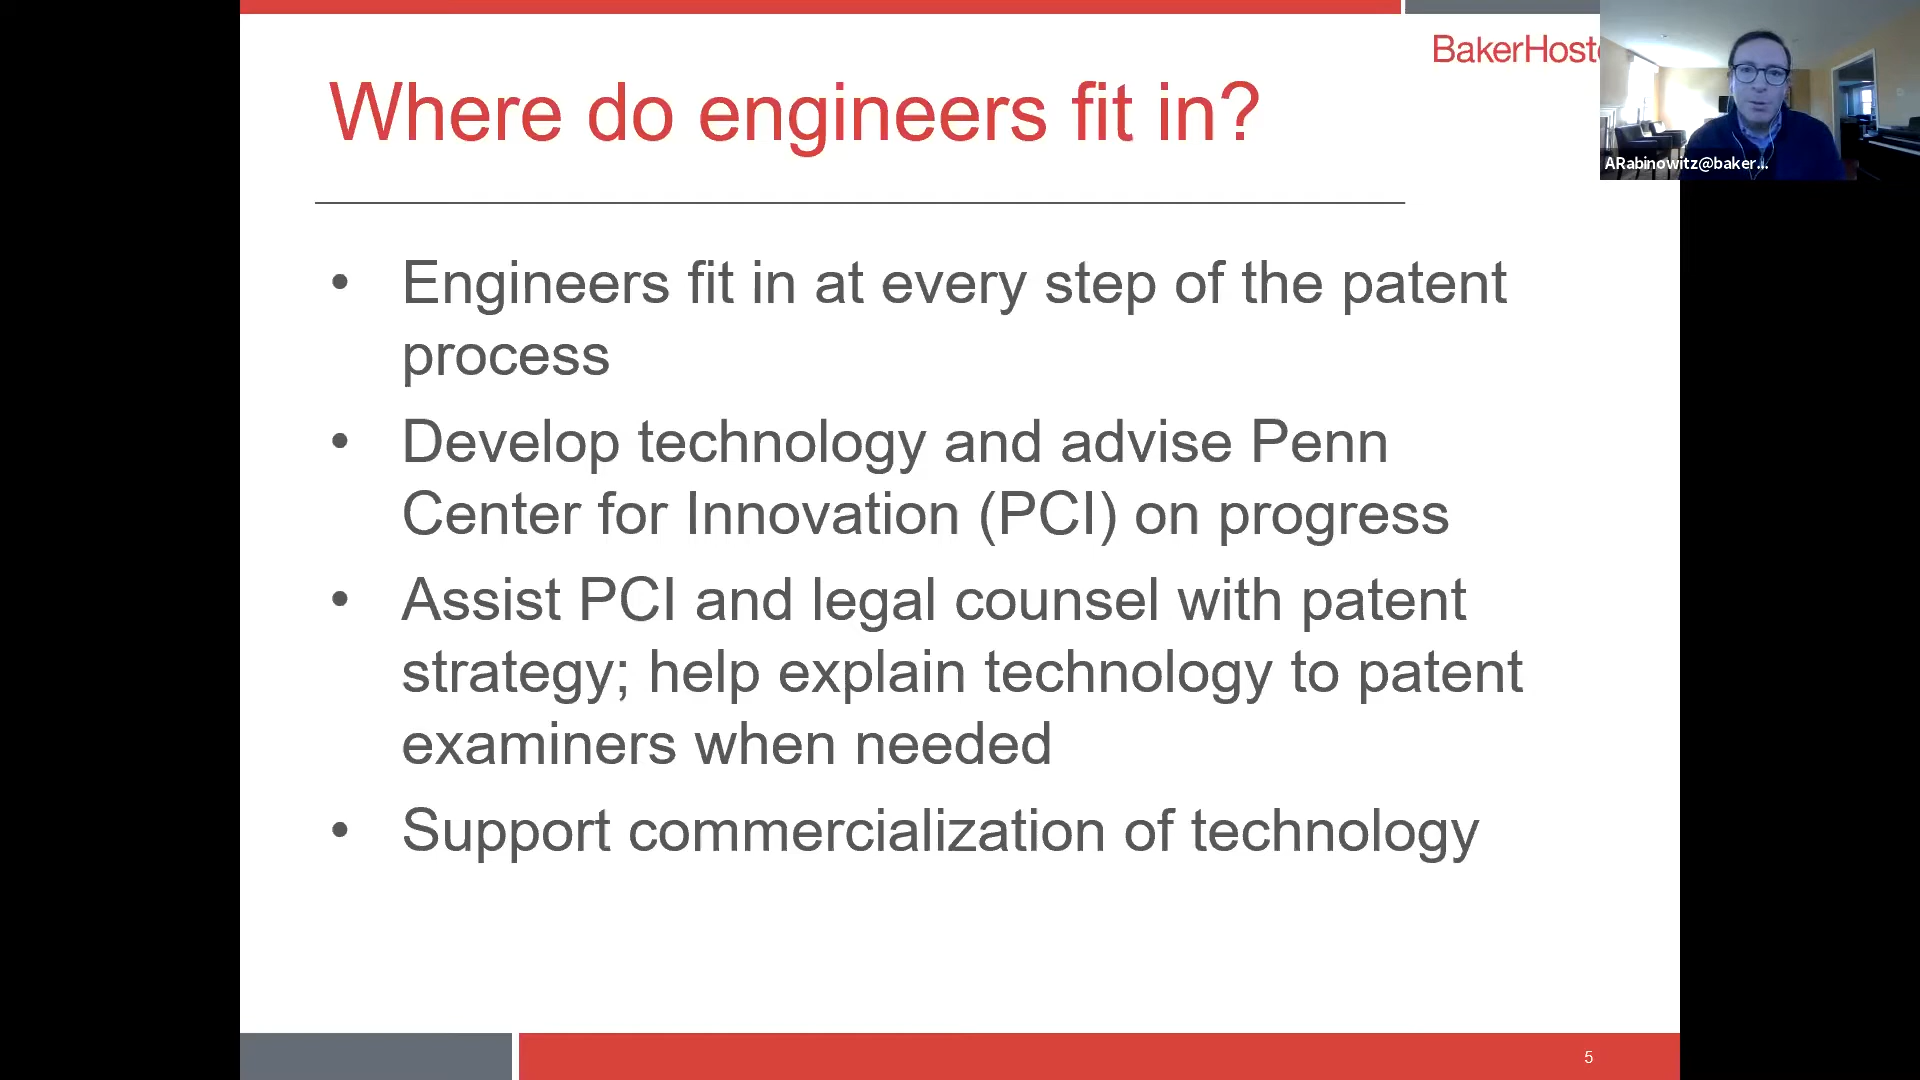 BakerHoste
Where do engineers fit in?
ARabinowitz@baker...
• Engineers fit in at every step of the patent
process
• Develop technology and advise Penn
Center for Innovation (PCI) on progress
• Assist PCI and legal counsel with patent
strategy; help explain technology to patent
examiners when needed
• Support commercialization of technology
5